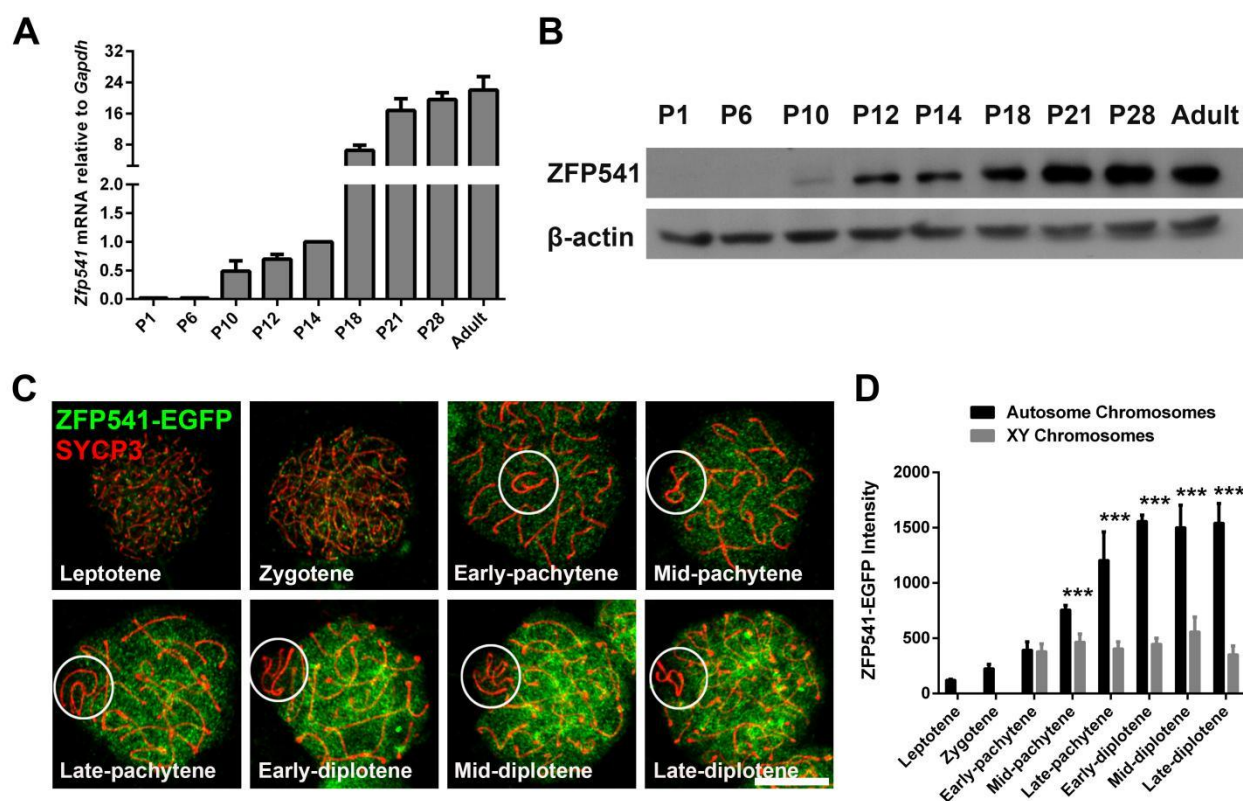 A
Zfp541 mRNA relative to Gapdh
32
24
16
8
2.0
1.5
1.0
0.5
0.0
P1
P6
P10
P12
P14
P18
P21
P28
Adult
B
P1 P6 P10 P12 P14 P18 P21 P28 Adult
ZFP541
β-actin
C
ZFP541-EGFP
SYCP3
Leptotene
Zygotene
Early-pachytene
Mid-pachytene
Late-pachytene
Early-diplotene
Mid-diplotene
Late-diplotene
D
Autosome Chromosomes
XY Chromosomes
ZFP541-EGFP Intensity
2000
1500
1000
500
0
***
***
***
***
***
Leptotene
Zygotene
Early-pachytene
Mid-pachytene
Late-pachytene
Early-diplotene
Mid-diplotene
Late-diplotene